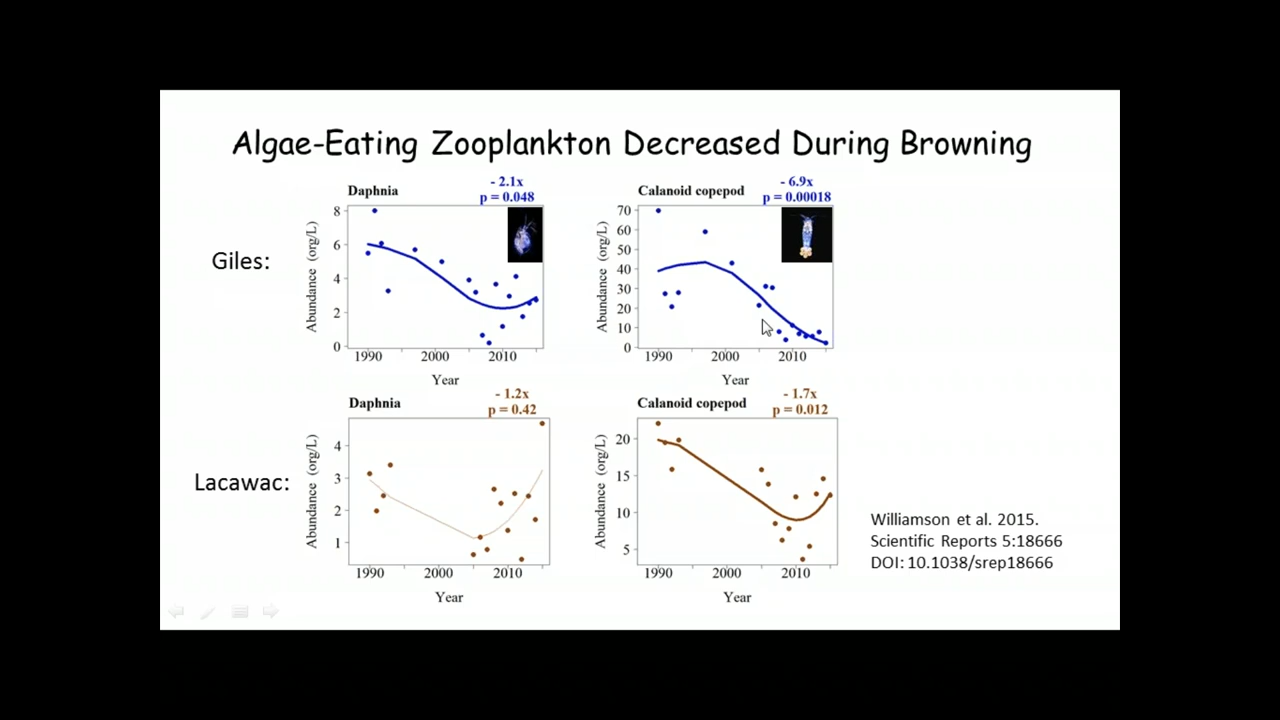 Algae-Eating Zooplankton Decreased During Browning
Giles:
Daphnia
- 2.1x
p = 0.048
Abundance (org/L)
8
6
4
2
0
1990 2000 2010
Year
Calanoid copepod
- 6.9x
p = 0.00018
Abundance (org/L)
70
60
50
40
30
20
10
0
1990 2000 2010
Year
Lacawac:
Daphnia
- 1.2x
p = 0.42
Abundance (org/L)
4
3
2
1
1990 2000 2010
Year
Calanoid copepod
- 1.7x
p = 0.012
Abundance (org/L)
20
15
10
5
1990 2000 2010
Year
Williamson et al. 2015.
Scientific Reports 5:18666
DOI: 10.1038/srep18666